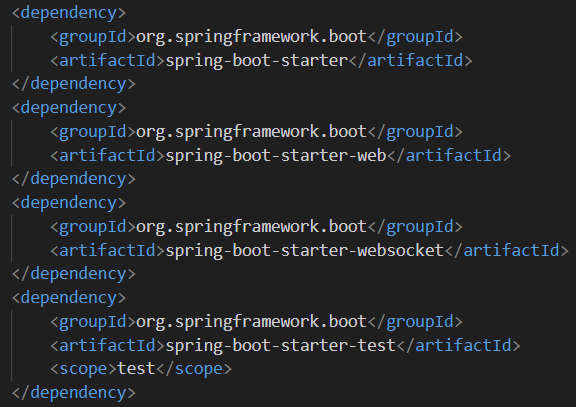 <dependency>
    <groupId>org.springframework.boot</groupId>
    <artifactId>spring-boot-starter</artifactId>
</dependency>
<dependency>
    <groupId>org.springframework.boot</groupId>
    <artifactId>spring-boot-starter-web</artifactId>
</dependency>
<dependency>
    <groupId>org.springframework.boot</groupId>
    <artifactId>spring-boot-starter-websocket</artifactId>
</dependency>
<dependency>
    <groupId>org.springframework.boot</groupId>
    <artifactId>spring-boot-starter-test</artifactId>
    <scope>test</scope>
</dependency>